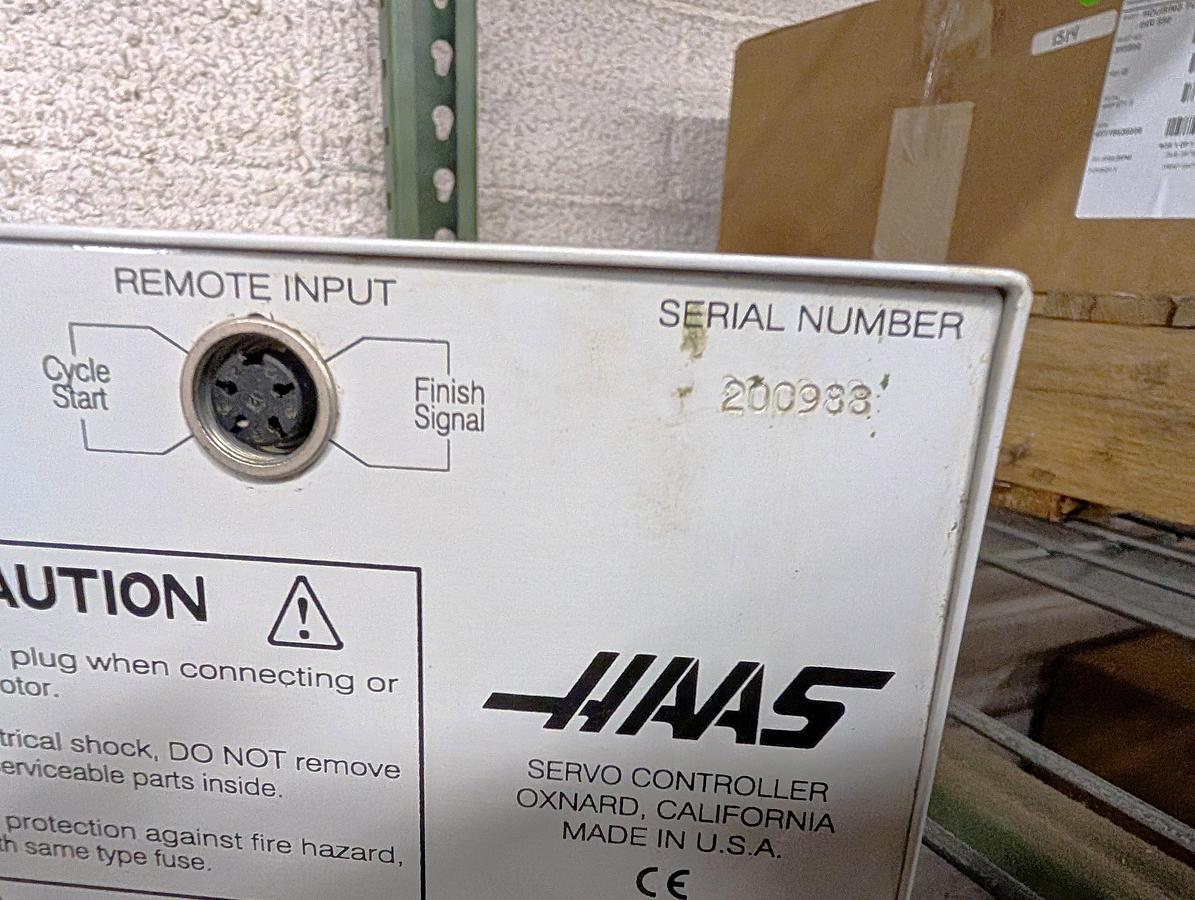 1514
REMOTE INPUT
SERIAL NUMBER
Cycle
Start
Finish
Signal
200988
AUTION
plug when connecting or
otor.
trical shock, DO NOT remove
erviceable parts inside.
protection against fire hazard,
th same type fuse.
HAAS
SERVO CONTROLLER
OXNARD, CALIFORNIA
MADE IN U.S.A.
CE